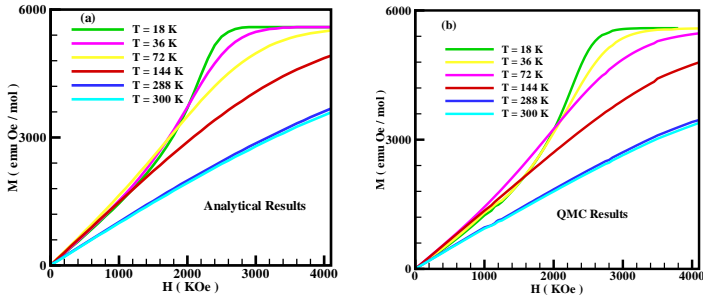 (a)
6000
3000
0
M ( emu Oe / mol )
T = 18 K
T = 36 K
T = 72 K
T = 144 K
T = 288 K
T = 300 K
Analytical Results
0 1000 2000 3000 4000
H ( KOe )
(b)
6000
3000
0
M ( emu Oe / mol )
T = 18 K
T = 36 K
T = 72 K
T = 144 K
T = 288 K
T = 300 K
QMC Results
0 1000 2000 3000 4000
H ( KOe )